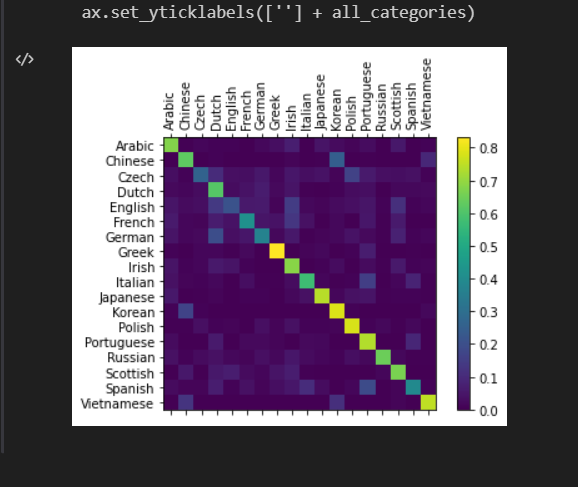 ax.set_yticklabels([''] + all_categories)
</>
Arabic
Chinese
Czech
Dutch
English
French
German
Greek
Irish
Italian
Japanese
Korean
Polish
Portuguese
Russian
Scottish
Spanish
Vietnamese
Arabic
Chinese
Czech
Dutch
English
French
German
Greek
Irish
Italian
Japanese
Korean
Polish
Portuguese
Russian
Scottish
Spanish
Vietnamese
0.8
0.7
0.6
0.5
0.4
0.3
0.2
0.1
0.0